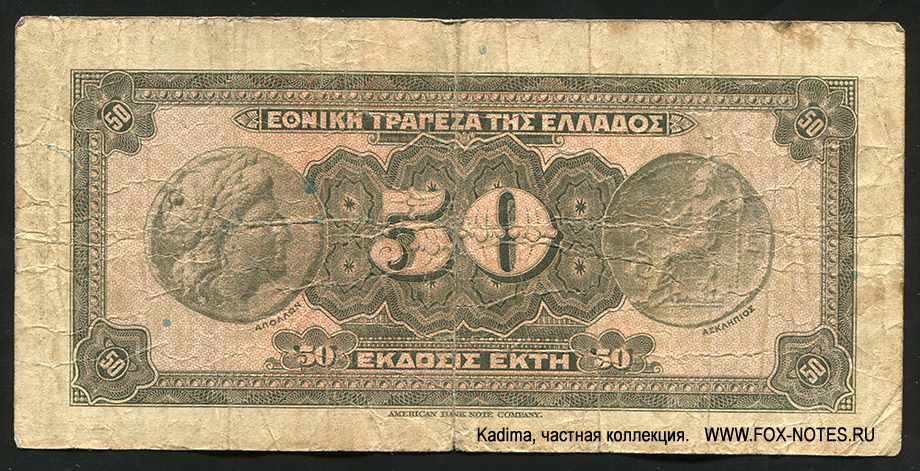 50 50
ΕΘΝΙΚΗ ΤΡΑΠΕΖΑ ΤΗΣ ΕΛΛΑΔΟΣ
50
ΑΠΟΛΛΩΝ
ΑΣΚΛΗΠΙΟΣ
50 50
ΕΚΔΟΣΙΣ ΕΚΤΗ
50 50
AMERICAN BANK NOTE COMPANY.
Kadima, частная коллекция. WWW.FOX-NOTES.RU